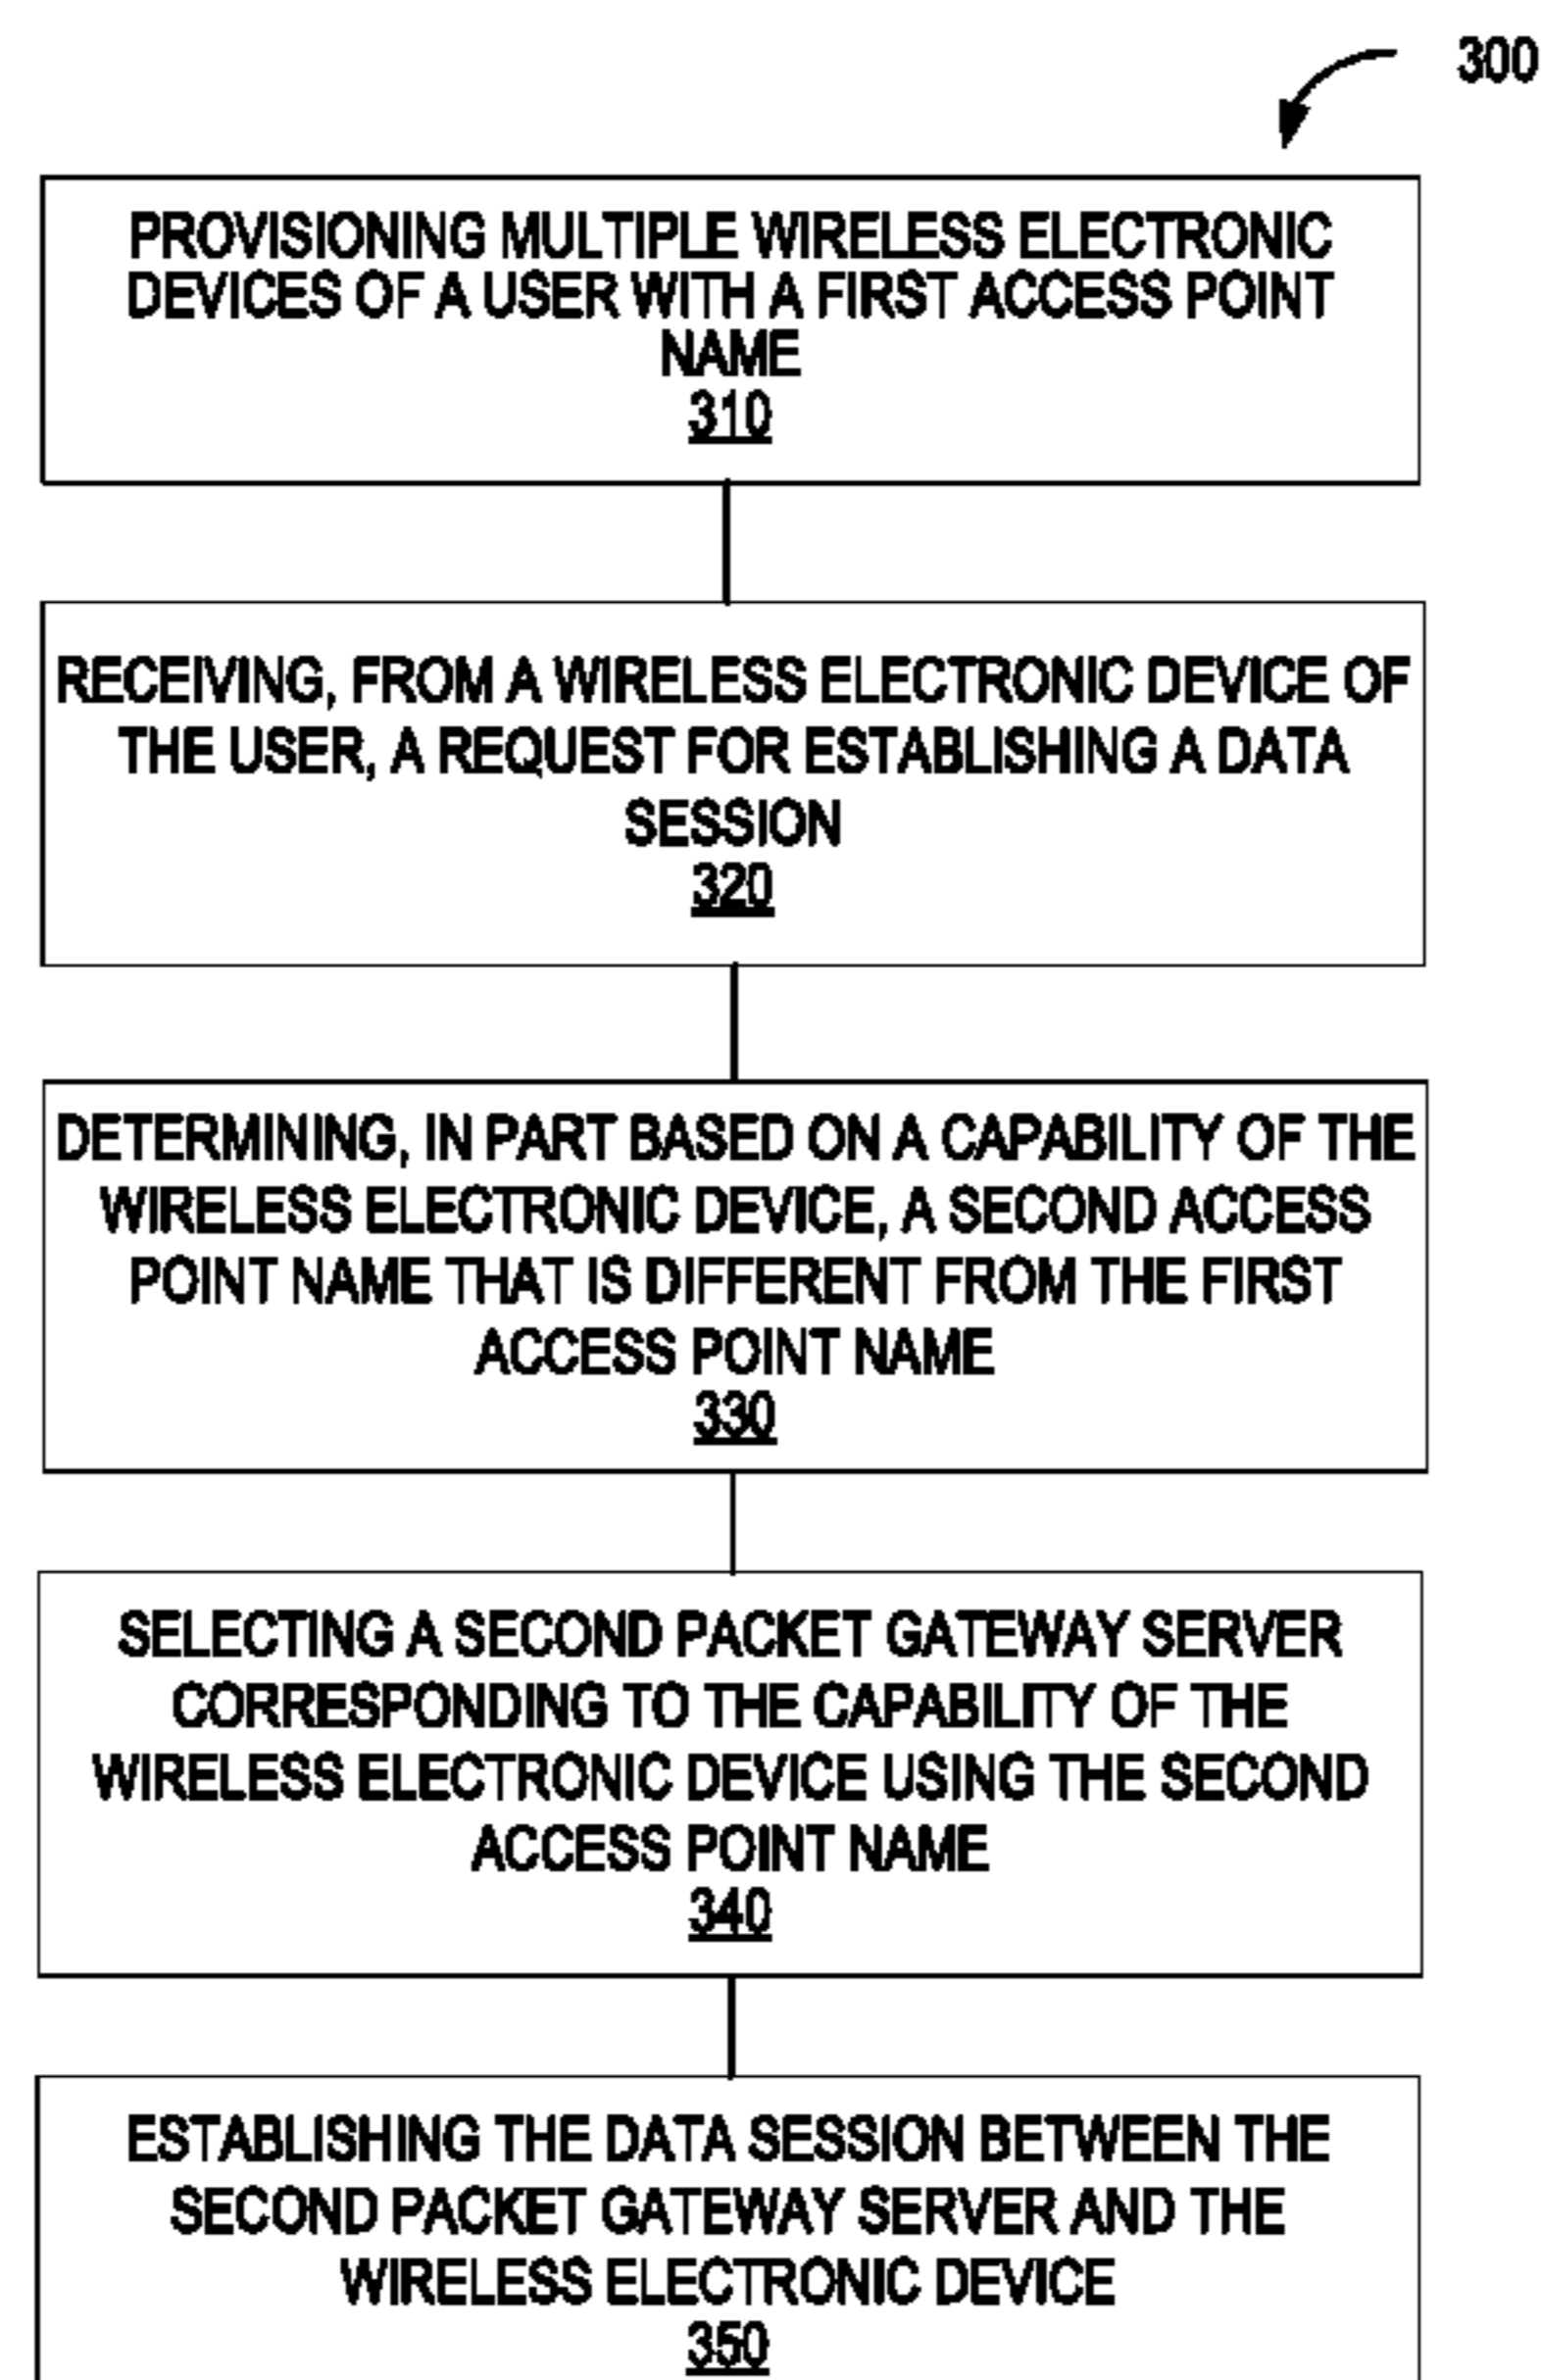 300
PROVISIONING MULTIPLE WIRELESS ELECTRONIC
DEVICES OF A USER WITH A FIRST ACCESS POINT
NAME
310
RECEIVING, FROM A WIRELESS ELECTRONIC DEVICE OF
THE USER, A REQUEST FOR ESTABLISHING A DATA
SESSION
320
DETERMINING, IN PART BASED ON A CAPABILITY OF THE
WIRELESS ELECTRONIC DEVICE, A SECOND ACCESS
POINT NAME THAT IS DIFFERENT FROM THE FIRST
ACCESS POINT NAME
330
SELECTING A SECOND PACKET GATEWAY SERVER
CORRESPONDING TO THE CAPABILITY OF THE
WIRELESS ELECTRONIC DEVICE USING THE SECOND
ACCESS POINT NAME
340
ESTABLISHING THE DATA SESSION BETWEEN THE
SECOND PACKET GATEWAY SERVER AND THE
WIRELESS ELECTRONIC DEVICE
350